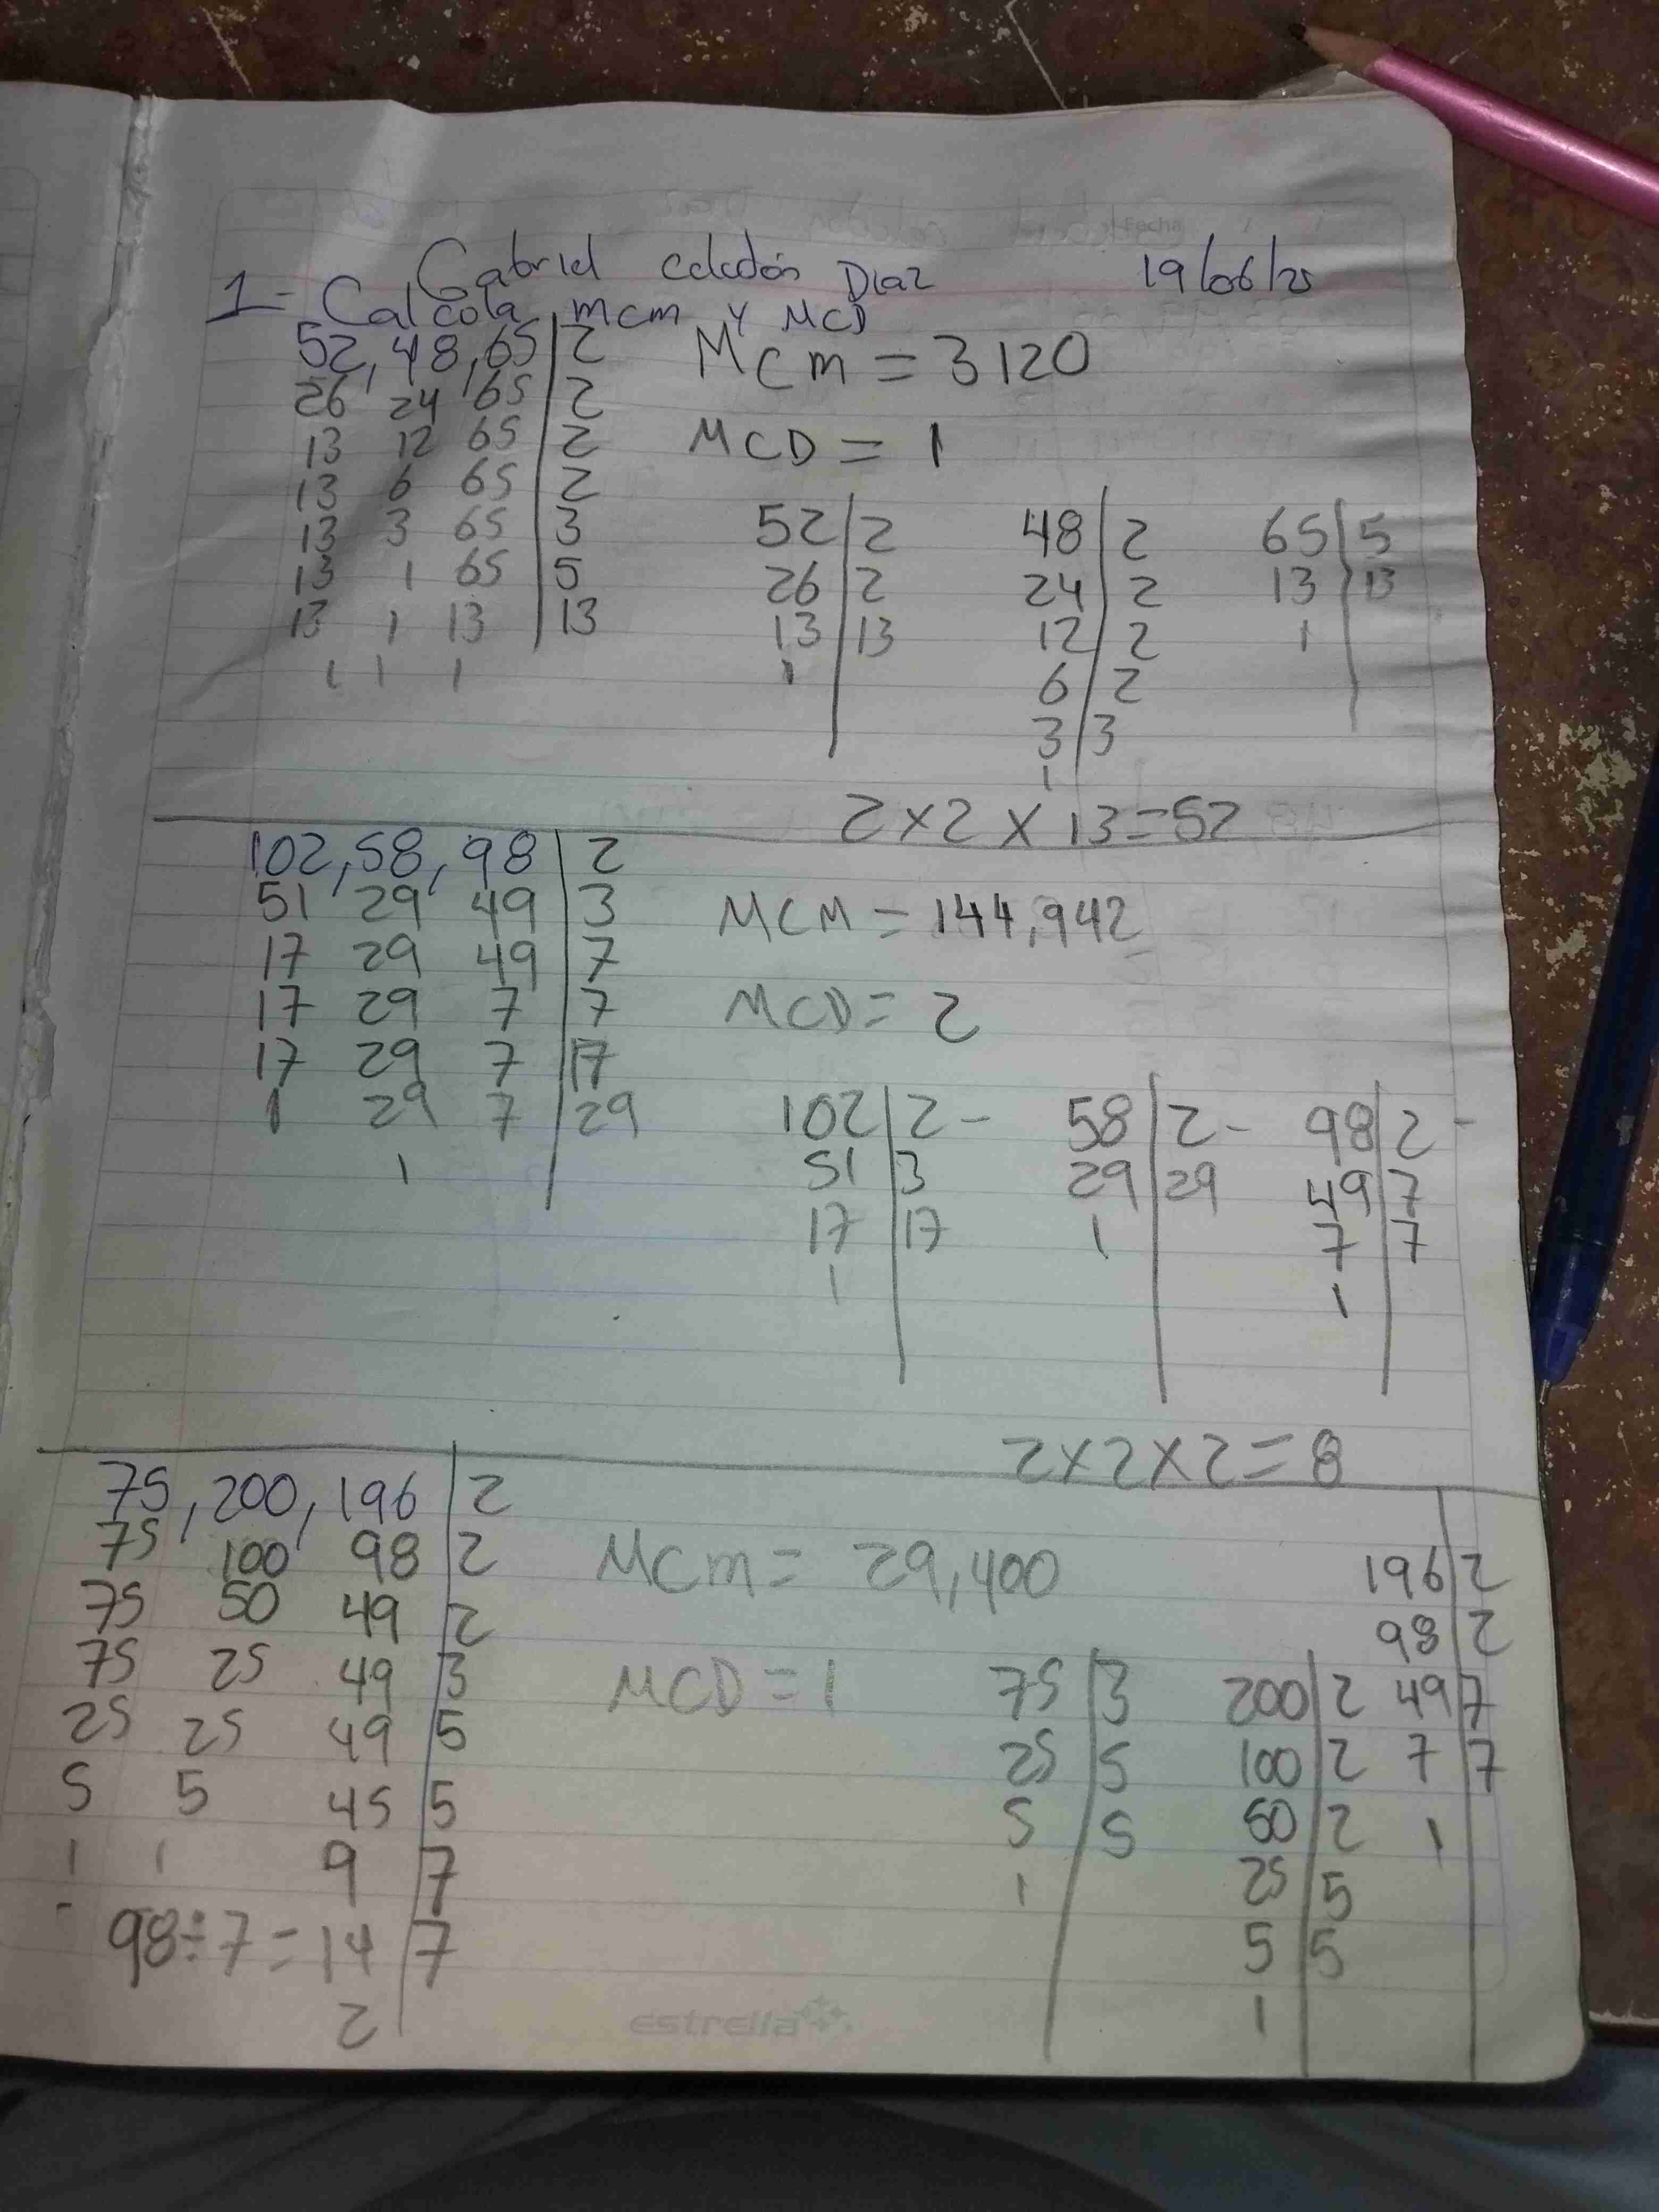 Fecha
Gabriel Celedón Diaz 19/06/25
1- Calcola mcm y MCD
52, 48, 65 | 2 MCm = 3120
26 24 65 | 2
13 12 65 | 2 MCD = 1
13 6 65 | 2
13 3 65 | 3
13 1 65 | 5
13 1 13 | 13
1 1 1
52 | 2 48 | 2 65 | 5
26 | 2 24 | 2 13 | 13
13 | 13 12 | 2 1
1 6 | 2
3 | 3
1
2 x 2 x 13 = 52
102, 58, 98 | 2
51 29 49 | 3 MCM = 144,942
17 29 49 | 7
17 29 7 | 7 MCD = 2
17 29 7 | 17
1 29 7 | 29
1
102 | 2 - 58 | 2 - 98 | 2 -
51 | 3 29 | 29 49 | 7
17 | 17 1 7 | 7
1 1
2 x 2 x 2 = 8
75, 200, 196 | 2
75 100 98 | 2 MCm = 29,400
75 50 49 | 2
75 25 49 | 3 MCD = 1
25 25 49 | 5
5 5 45 | 5
1 1 9 | 7
98 ÷ 7 = 14 | 7
2
196 | 2
98 | 2
75 | 3 200 | 2 49 | 7
25 | 5 100 | 2 7 | 7
5 | 5 50 | 2 1
1 25 | 5
5 | 5
1
estrella